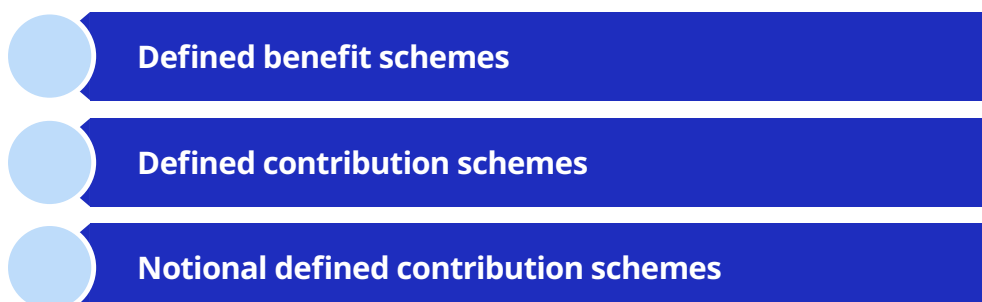 Defined benefit schemes
Defined contribution schemes
Notional defined contribution schemes